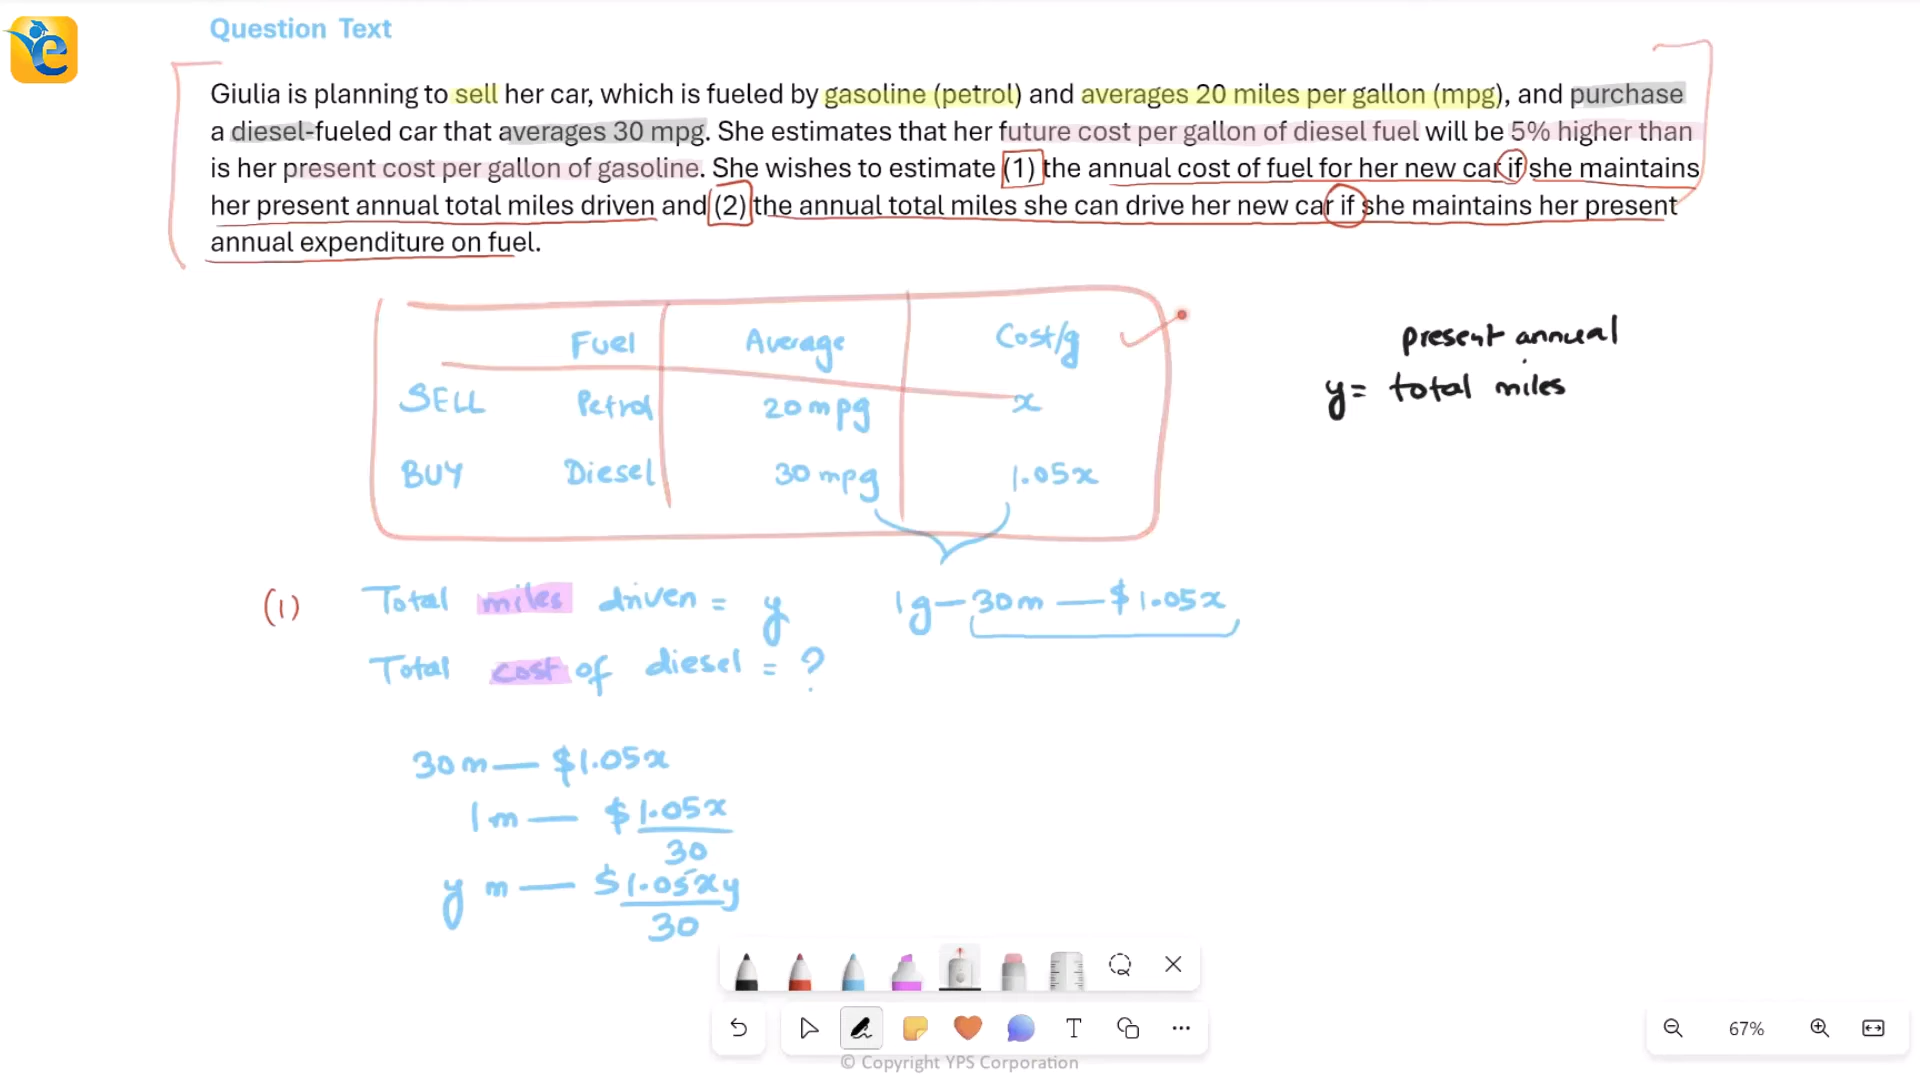 Question Text
Giulia is planning to sell her car, which is fueled by gasoline (petrol) and averages 20 miles per gallon (mpg), and purchase
a diesel-fueled car that averages 30 mpg. She estimates that her future cost per gallon of diesel fuel will be 5% higher than
is her present cost per gallon of gasoline. She wishes to estimate (1) the annual cost of fuel for her new car if she maintains
her present annual total miles driven and (2) the annual total miles she can drive her new car if she maintains her present
annual expenditure on fuel.
Fuel Average Cost/g
SELL Petrol 20 mpg x
BUY Diesel 30 mpg 1.05x
present annual
y = total miles
(1) Total miles driven = y
1g — 30m — $1.05x
Total cost of diesel = ?
30 m — $1.05x
1 m — $1.05x/30
y m — $1.05xy/30
67%
© Copyright YPS Corporation